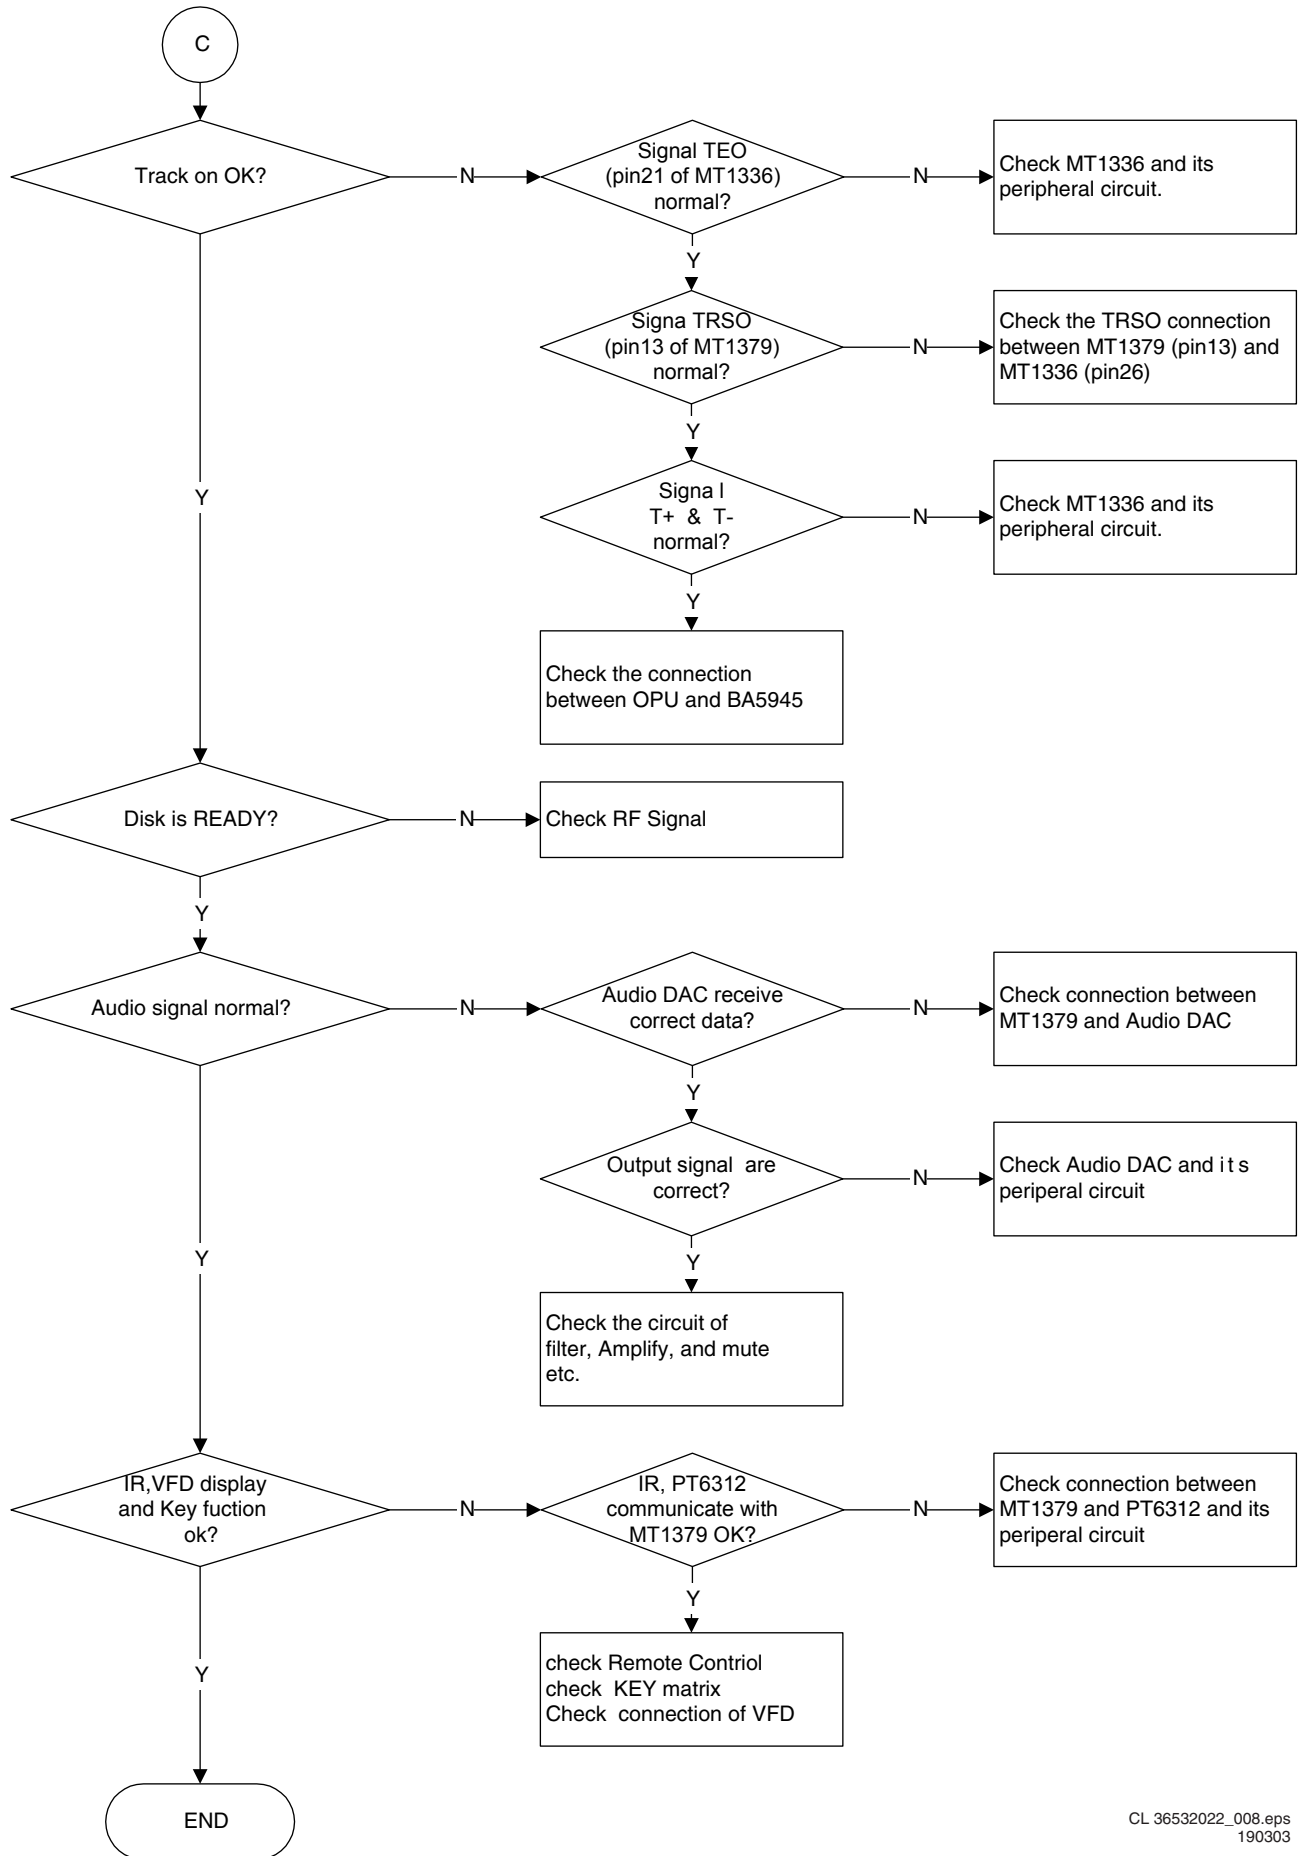 C
Track on OK?
N
Signal TEO
(pin21 of MT1336)
normal?
N
Check MT1336 and its
peripheral circuit.
Y
Signa TRSO
(pin13 of MT1379)
normal?
N
Check the TRSO connection
between MT1379 (pin13) and
MT1336 (pin26)
Y
Y
Signa l
T+ & T-
normal?
N
Check MT1336 and its
peripheral circuit.
Y
Check the connection
between OPU and BA5945
Disk is READY?
N
Check RF Signal
Y
Audio signal normal?
N
Audio DAC receive
correct data?
N
Check connection between
MT1379 and Audio DAC
Y
Output signal are
correct?
N
Check Audio DAC and i t s
periperal circuit
Y
Y
Check the circuit of
filter, Amplify, and mute
etc.
IR,VFD display
and Key fuction
ok?
N
IR, PT6312
communicate with
MT1379 OK?
N
Check connection between
MT1379 and PT6312 and its
periperal circuit
Y
Y
check Remote Contriol
check KEY matrix
Check connection of VFD
END
CL 36532022_008.eps
190303